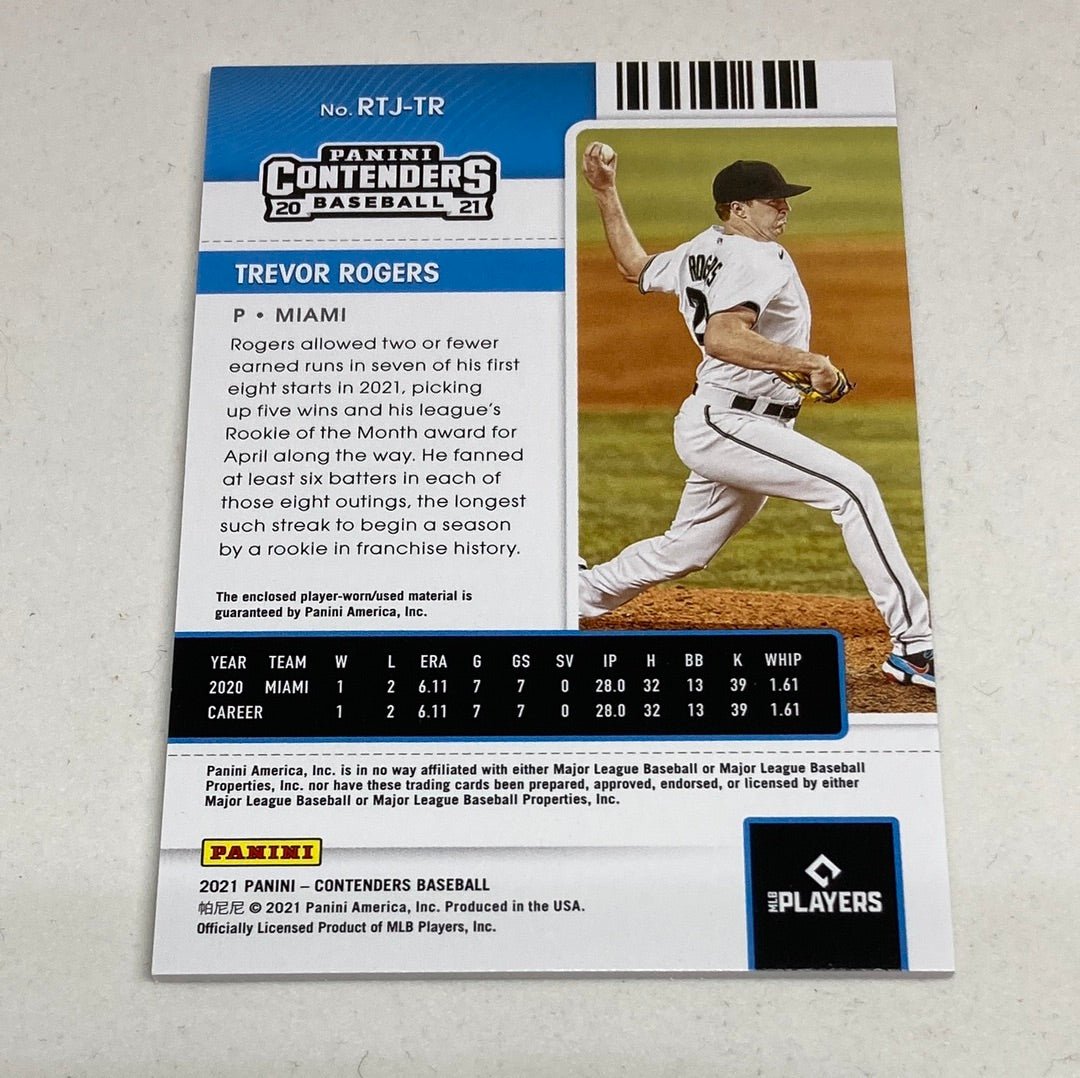 No. RTJ-TR
PANINI
CONTENDERS
20 BASEBALL 21
TREVOR ROGERS
P • MIAMI
Rogers allowed two or fewer
earned runs in seven of his first
eight starts in 2021, picking
up five wins and his league's
Rookie of the Month award for
April along the way. He fanned
at least six batters in each of
those eight outings, the longest
such streak to begin a season
by a rookie in franchise history.
The enclosed player-worn/used material is
guaranteed by Panini America, Inc.
YEAR TEAM W L ERA G GS SV IP H BB K WHIP
2020 MIAMI 1 2 6.11 7 7 0 28.0 32 13 39 1.61
CAREER 1 2 6.11 7 7 0 28.0 32 13 39 1.61
Panini America, Inc. is in no way affiliated with either Major League Baseball or Major League Baseball
Properties, Inc. nor have these trading cards been prepared, approved, endorsed, or licensed by either
Major League Baseball or Major League Baseball Properties, Inc.
PANINI
2021 PANINI – CONTENDERS BASEBALL
帕尼尼 © 2021 Panini America, Inc. Produced in the USA.
Officially Licensed Product of MLB Players, Inc.
MLB PLAYERS